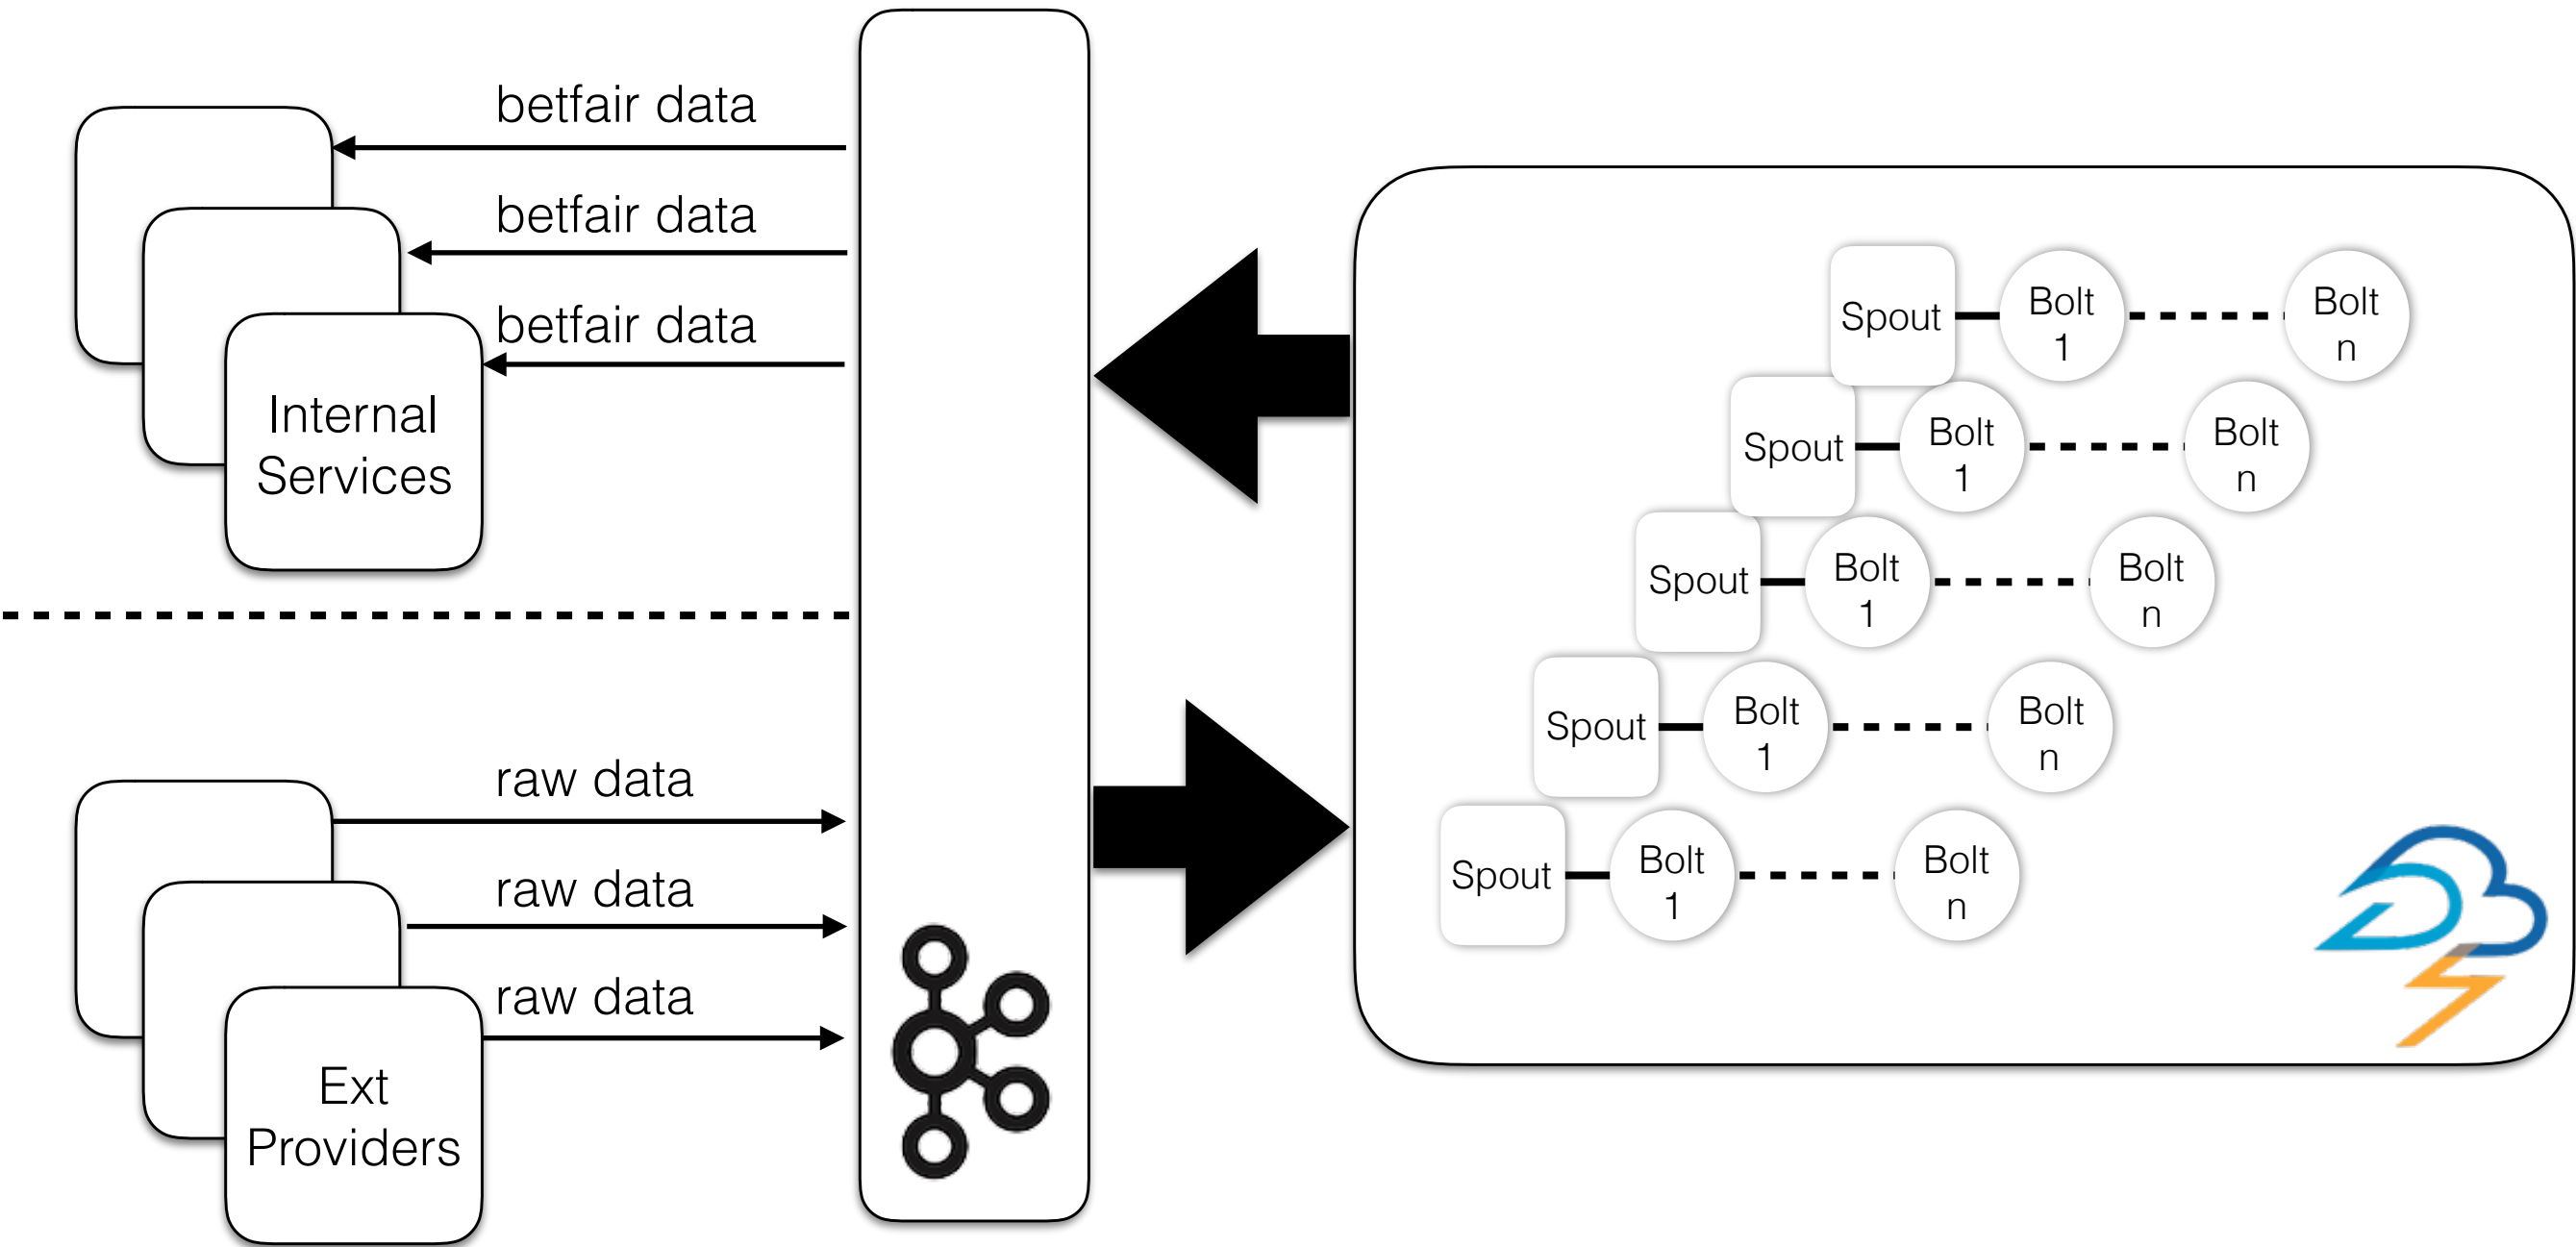 betfair data
betfair data
betfair data
Internal
Services
raw data
raw data
raw data
Ext
Providers
Spout
Bolt
1
Bolt
n
Spout
Bolt
1
Bolt
n
Spout
Bolt
1
Bolt
n
Spout
Bolt
1
Bolt
n
Spout
Bolt
1
Bolt
n